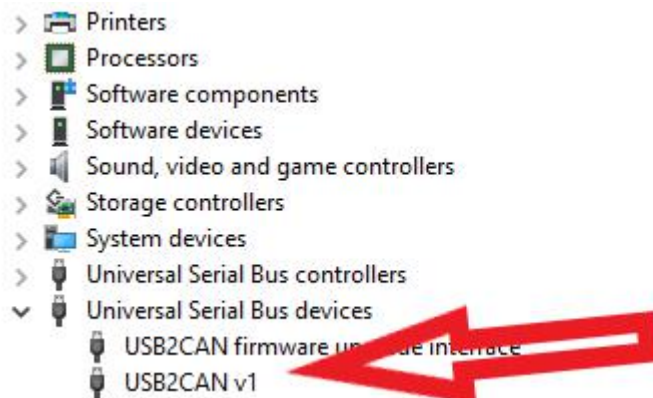 Printers
Processors
Software components
Software devices
Sound, video and game controllers
Storage controllers
System devices
Universal Serial Bus controllers
Universal Serial Bus devices
USB2CAN firmware interface
USB2CAN v1